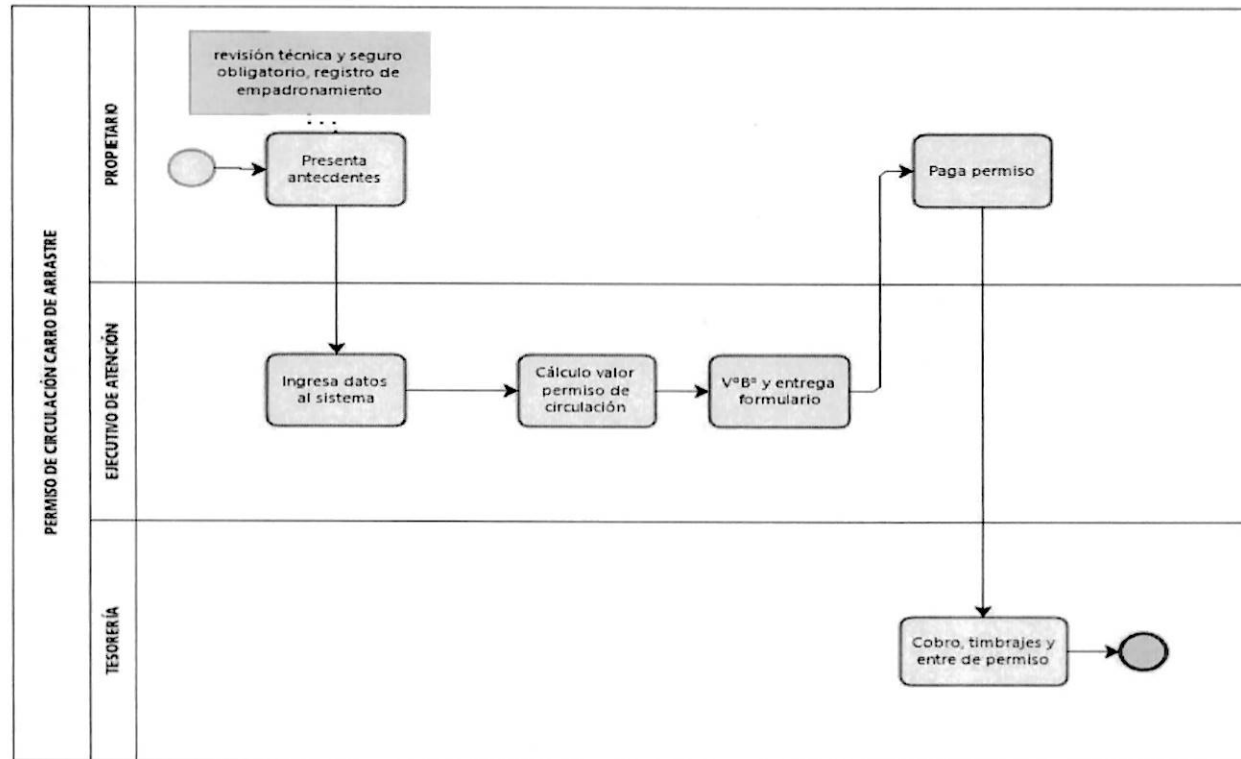 PERMISO DE CIRCULACIÓN CARRO DE ARRASTRE
PROPIETARIO
revisión técnica y seguro
obligatorio, registro de
empadronamiento
Presenta
antecdentes
Paga permiso
EJECUTIVO DE ATENCIÓN
Ingresa datos
al sistema
Cálculo valor
permiso de
circulación
VºBº y entrega
formulario
TESORERÍA
Cobro, timbrajes y
entre de permiso